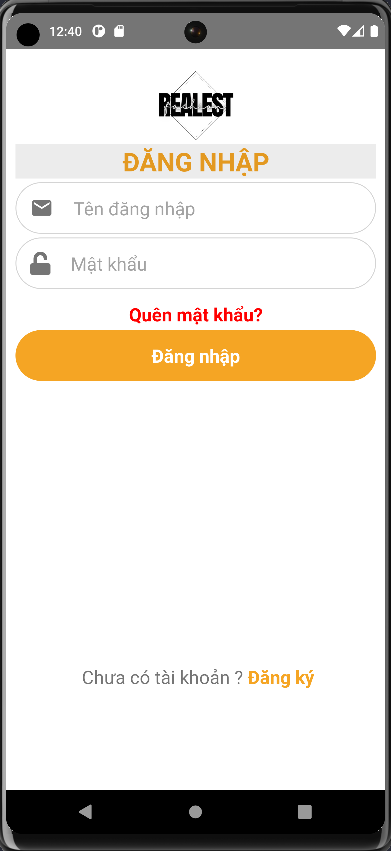 12:40
REALEST
ĐĂNG NHẬP
Tên đăng nhập
Mật khẩu
Quên mật khẩu?
Đăng nhập
Chưa có tài khoản ? Đăng ký